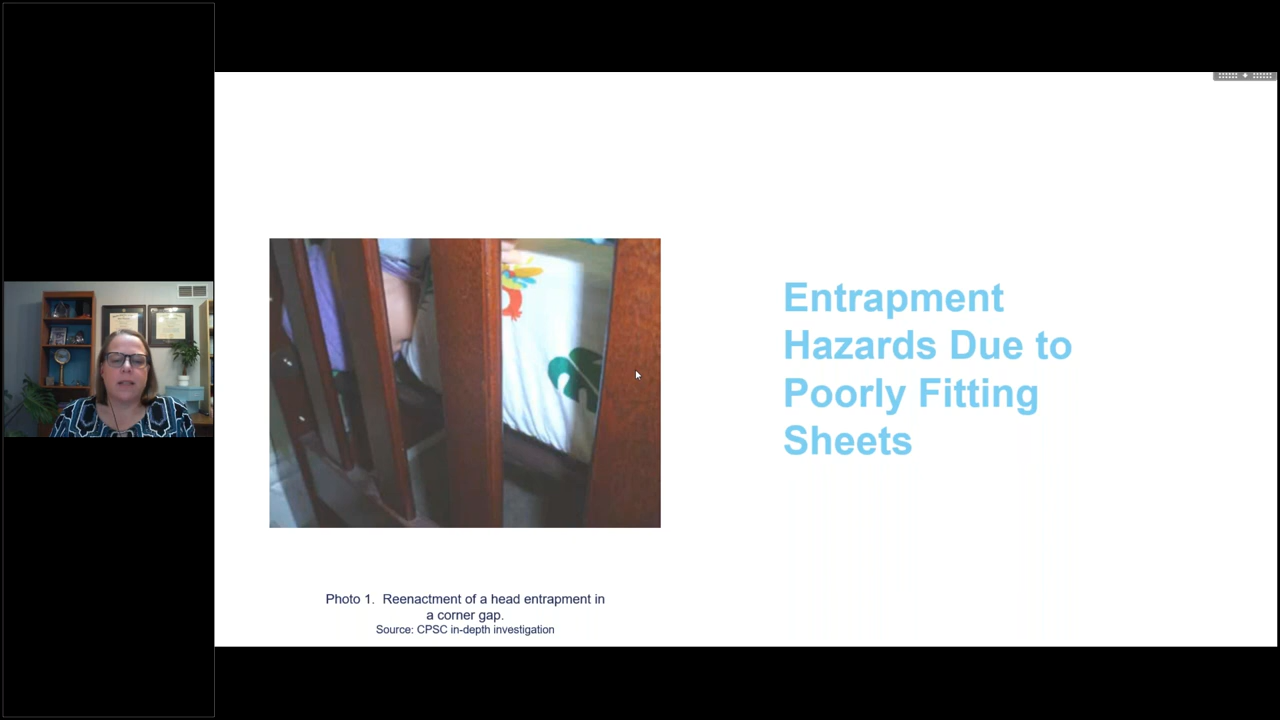 Entrapment
Hazards Due to
Poorly Fitting
Sheets
Photo 1. Reenactment of a head entrapment in
a corner gap.
Source: CPSC in-depth investigation